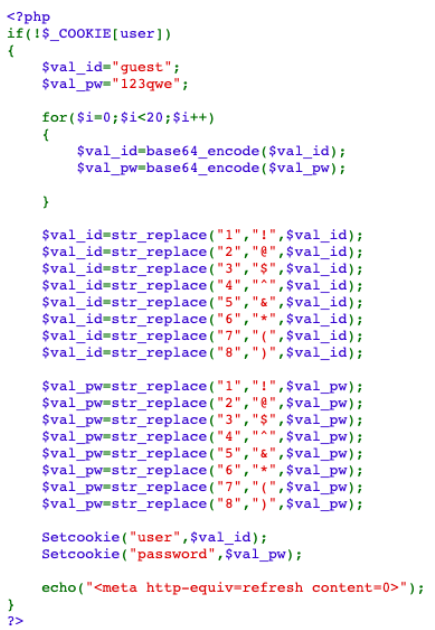 <?php
if(!$_COOKIE[user])
{
    $val_id="guest";
    $val_pw="123qwe";

    for($i=0;$i<20;$i++)
    {
        $val_id=base64_encode($val_id);
        $val_pw=base64_encode($val_pw);

    }

    $val_id=str_replace("1","!",$val_id);
    $val_id=str_replace("2","@",$val_id);
    $val_id=str_replace("3","$",$val_id);
    $val_id=str_replace("4","^",$val_id);
    $val_id=str_replace("5","&",$val_id);
    $val_id=str_replace("6","*",$val_id);
    $val_id=str_replace("7","(",$val_id);
    $val_id=str_replace("8",")",$val_id);

    $val_pw=str_replace("1","!",$val_pw);
    $val_pw=str_replace("2","@",$val_pw);
    $val_pw=str_replace("3","$",$val_pw);
    $val_pw=str_replace("4","^",$val_pw);
    $val_pw=str_replace("5","&",$val_pw);
    $val_pw=str_replace("6","*",$val_pw);
    $val_pw=str_replace("7","(",$val_pw);
    $val_pw=str_replace("8",")",$val_pw);

    Setcookie("user",$val_id);
    Setcookie("password",$val_pw);

    echo("<meta http-equiv=refresh content=0>");
}
?>